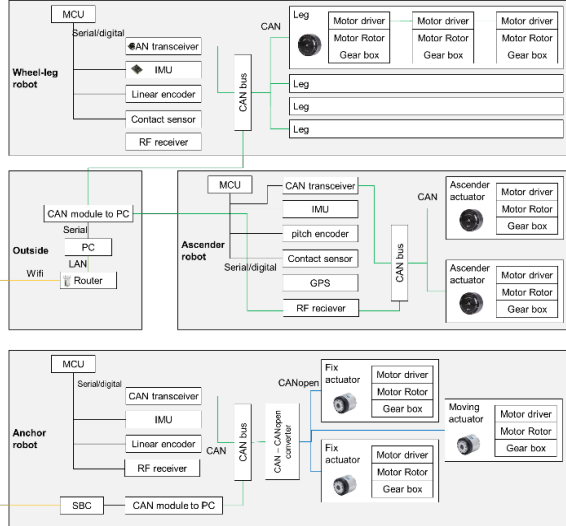 MCU
Serial/digital
CAN transceiver
IMU
Linear encoder
Contact sensor
RF receiver
Wheel-leg
robot
CAN bus
CAN
Leg
Motor driver
Motor Rotor
Gear box
Motor driver
Motor Rotor
Gear box
Motor driver
Motor Rotor
Gear box
Leg
Leg
Leg
CAN module to PC
Serial
PC
LAN
Router
Outside
Wifi
MCU
CAN transceiver
IMU
pitch encoder
Contact sensor
GPS
RF reciever
Ascender
robot
Serial/digital
CAN bus
CAN
Ascender
actuator
Motor driver
Motor Rotor
Gear box
Ascender
actuator
Motor driver
Motor Rotor
Gear box
MCU
Serial/digital
CAN transceiver
IMU
Linear encoder
RF receiver
Anchor
robot
SBC
CAN module to PC
CAN
CAN bus
CAN – CANopen
converter
CANopen
Fix
actuator
Motor driver
Motor Rotor
Gear box
Moving
actuator
Motor driver
Motor Rotor
Gear box
Fix
actuator
Motor driver
Motor Rotor
Gear box